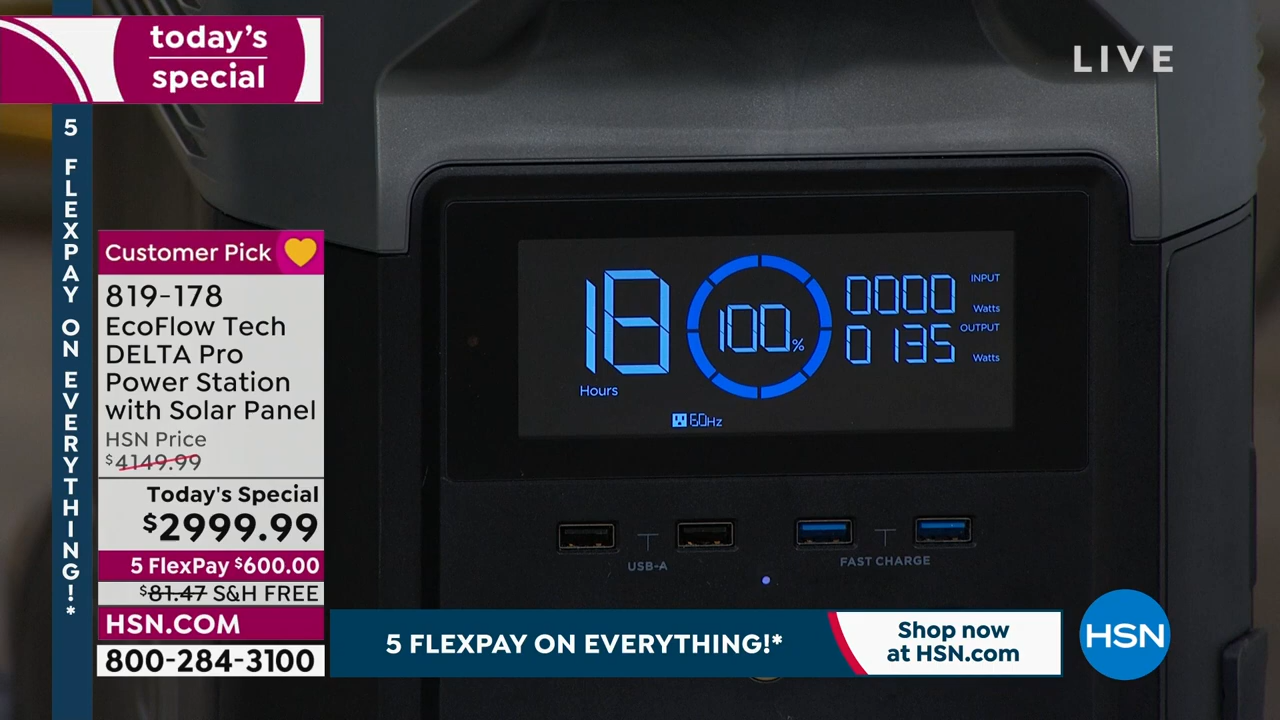 today's
special
LIVE
5 FLEXPAY ON EVERYTHING!*
Customer Pick
819-178
EcoFlow Tech
DELTA Pro
Power Station
with Solar Panel
HSN Price
$4149.99
Today's Special
$2999.99
5 FlexPay $600.00
$81.47 S&H FREE
HSN.COM
800-284-3100
18
Hours
100%
0000
INPUT
Watts
0135
OUTPUT
Watts
60Hz
USB-A
FAST CHARGE
5 FLEXPAY ON EVERYTHING!*
Shop now
at HSN.com
HSN